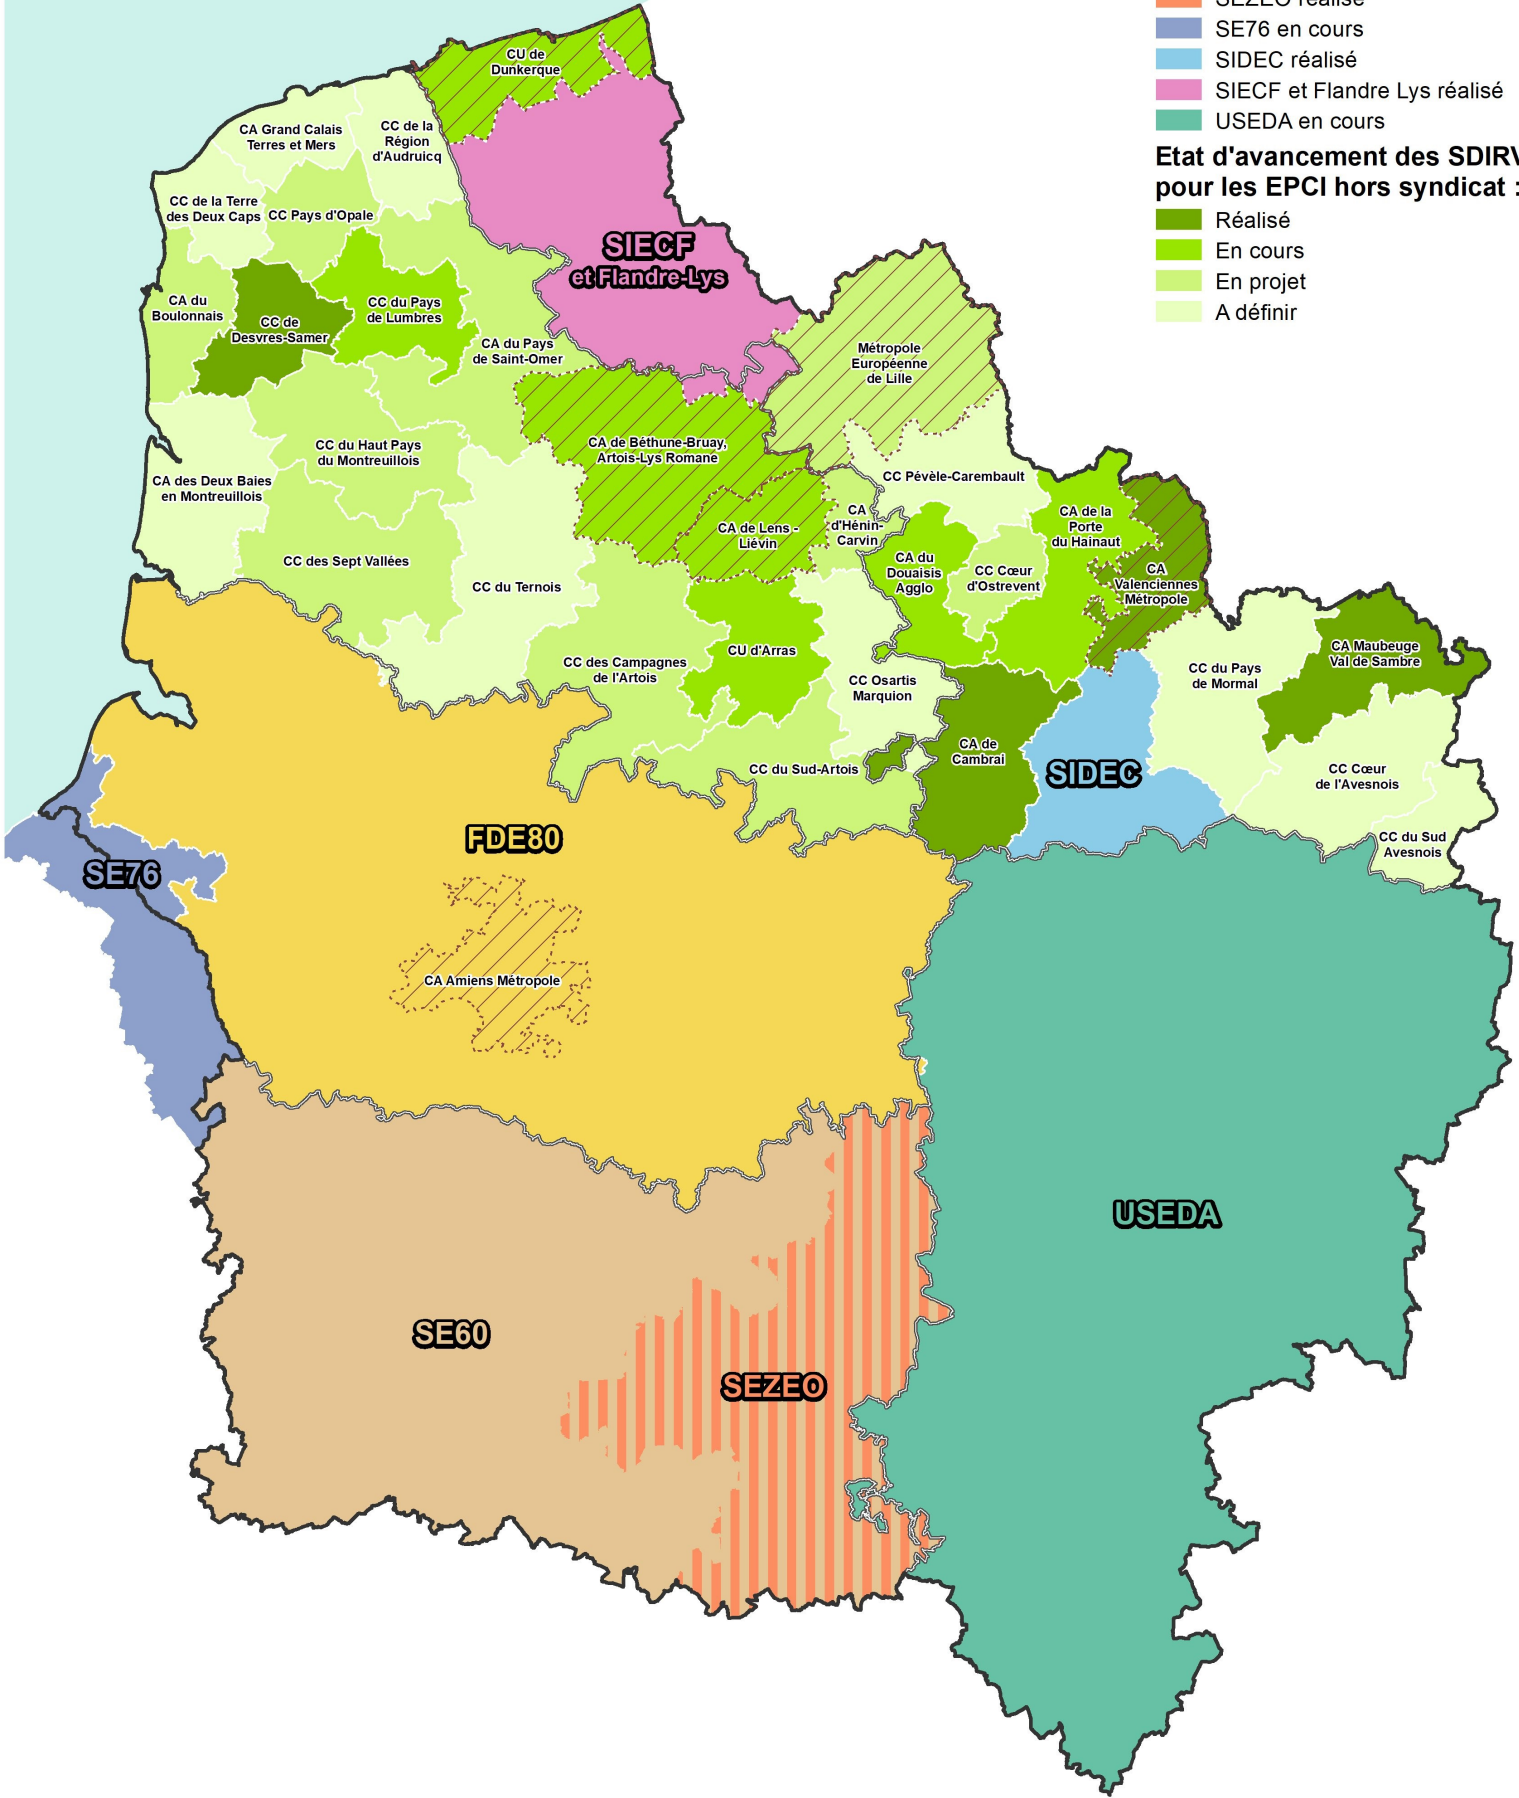 SEZEO réalisé
SE76 en cours
SIDEC réalisé
SIECF et Flandre Lys réalisé
USEDA en cours
Etat d'avancement des SDIRV
pour les EPCI hors syndicat :
Réalisé
En cours
En projet
A définir
CU de
Dunkerque
CA Grand Calais
Terres et Mers
CC de la
Région
d'Audruicq
CC de la Terre
des Deux Caps
CC Pays d'Opale
SIECF
et Flandre-Lys
CA du
Boulonnais
CC de
Desvres-Samer
CC du Pays
de Lumbres
CA du Pays
de Saint-Omer
Métropole
Européenne
de Lille
CC du Haut Pays
du Montreuillois
CA de Béthune-Bruay,
Artois-Lys Romane
CA des Deux Baies
en Montreuillois
CC Pévèle-Carembault
CA de Lens -
Liévin
CA
d'Hénin-
Carvin
CA de la
Porte
du Hainaut
CC des Sept Vallées
CC du Ternois
CA du
Douaisis
Agglo
CC Cœur
d'Ostrevent
CA
Valenciennes
Métropole
CC des Campagnes
de l'Artois
CU d'Arras
CC Osartis
Marquion
CC du Pays
de Mormal
CA Maubeuge
Val de Sambre
CC du Sud-Artois
CA de
Cambrai
SIDEC
CC Cœur
de l'Avesnois
CC du Sud
Avesnois
FDE80
SE76
CA Amiens Métropole
USEDA
SE60
SEZEO